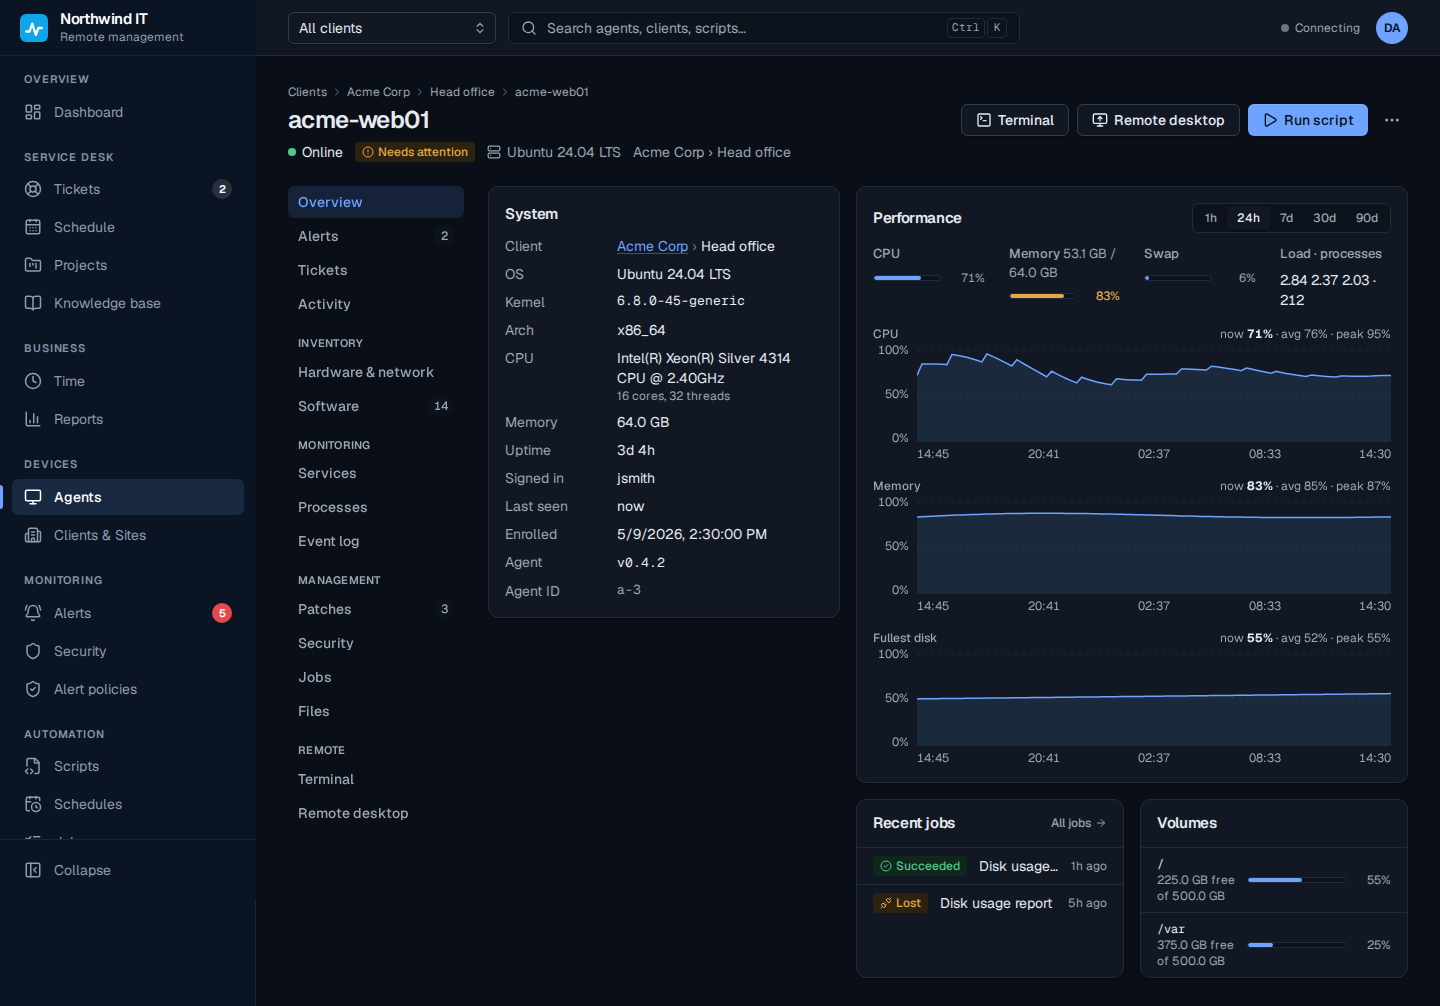 Northwind IT
Remote management
All clients
Search agents, clients, scripts...
Ctrl K
Connecting
DA
OVERVIEW
Dashboard
SERVICE DESK
Tickets 2
Schedule
Projects
Knowledge base
BUSINESS
Time
Reports
DEVICES
Agents
Clients & Sites
MONITORING
Alerts 5
Security
Alert policies
AUTOMATION
Scripts
Schedules
Collapse
Clients > Acme Corp > Head office > acme-web01
acme-web01
Terminal
Remote desktop
Run script
Online
Needs attention
Ubuntu 24.04 LTS
Acme Corp › Head office
Overview
Alerts 2
Tickets
Activity
INVENTORY
Hardware & network
Software 14
MONITORING
Services
Processes
Event log
MANAGEMENT
Patches 3
Security
Jobs
Files
REMOTE
Terminal
Remote desktop
System
Client Acme Corp › Head office
OS Ubuntu 24.04 LTS
Kernel 6.8.0-45-generic
Arch x86_64
CPU Intel(R) Xeon(R) Silver 4314
CPU @ 2.40GHz
16 cores, 32 threads
Memory 64.0 GB
Uptime 3d 4h
Signed in jsmith
Last seen now
Enrolled 5/9/2026, 2:30:00 PM
Agent v0.4.2
Agent ID a-3
Performance
1h 24h 7d 30d 90d
CPU
71%
Memory 53.1 GB /
64.0 GB
83%
Swap
6%
Load · processes
2.84 2.37 2.03 ·
212
CPU now 71% · avg 76% · peak 95%
100%
50%
0%
14:45 20:41 02:37 08:33 14:30
Memory now 83% · avg 85% · peak 87%
100%
50%
0%
14:45 20:41 02:37 08:33 14:30
Fullest disk now 55% · avg 52% · peak 55%
100%
50%
0%
14:45 20:41 02:37 08:33 14:30
Recent jobs All jobs →
Succeeded Disk usage... 1h ago
Lost Disk usage report 5h ago
Volumes
/
225.0 GB free
of 500.0 GB
55%
/var
375.0 GB free
of 500.0 GB
25%